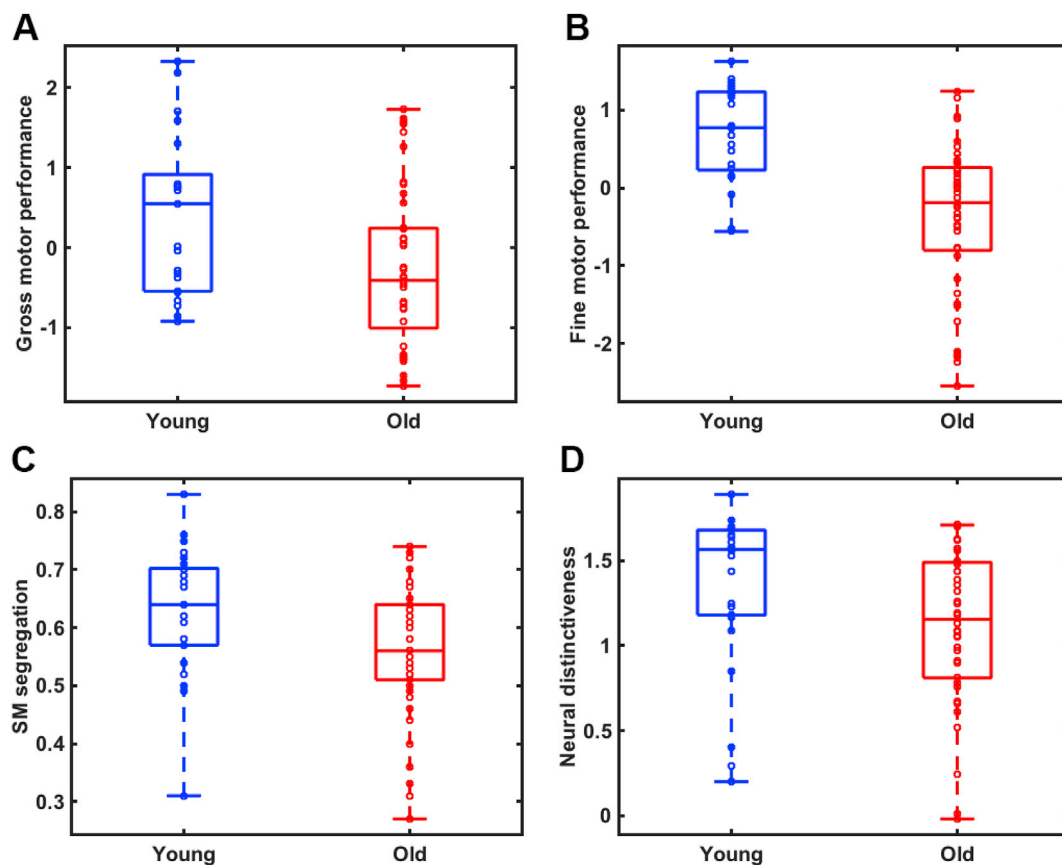 A
Gross motor performance
2
1
0
-1
Young
Old
B
Fine motor performance
1
0
-1
-2
Young
Old
C
SM segregation
0.8
0.7
0.6
0.5
0.4
0.3
Young
Old
D
Neural distinctiveness
1.5
1
0.5
0
Young
Old